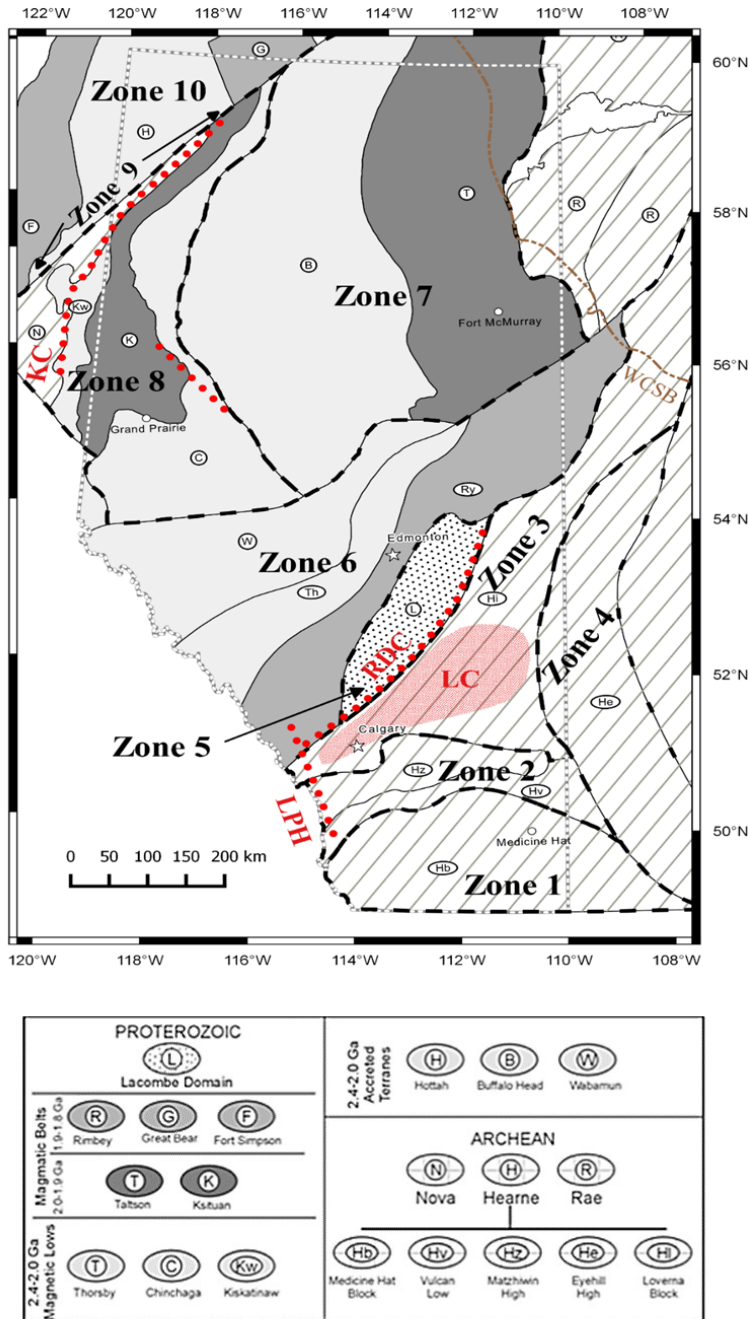 122°W 120°W 118°W 116°W 114°W 112°W 110°W 108°W
G
60°N
Zone 10
H
Zone 9
T
58°N
R
R
F
B
Zone 7
Kw
Fort McMurray
N
K
KC
Zone 8
56°N
WCSB
Grand Prairie
C
Ry
54°N
W
Edmonton
Zone 3
Zone 6
Th
Hi
L
Zone 4
RDC
LC
52°N
He
Zone 5
Calgary
Hz
Zone 2
Hv
LPH
50°N
Medicine Hat
0 50 100 150 200 km
Hb
Zone 1
120°W 118°W 116°W 114°W 112°W 110°W 108°W
PROTEROZOIC
L
Lacombe Domain
Magmatic Belts
1.9-1.8 Ga
R G F
Rimbey Great Bear Fort Simpson
2.0-1.9 Ga
T K
Taltson Ksituan
2.4-2.0 Ga
Magnetic Lows
T C Kw
Thorsby Chinchaga Kiskatinaw
2.4-2.0 Ga
Accreted
Terranes
H B W
Hottah Buffalo Head Wabamun
ARCHEAN
N H R
Nova Hearne Rae
Hb Hv Hz He Hl
Medicine Hat
Block
Vulcan
Low
Matzhiwin
High
Eyehill
High
Loverna
Block